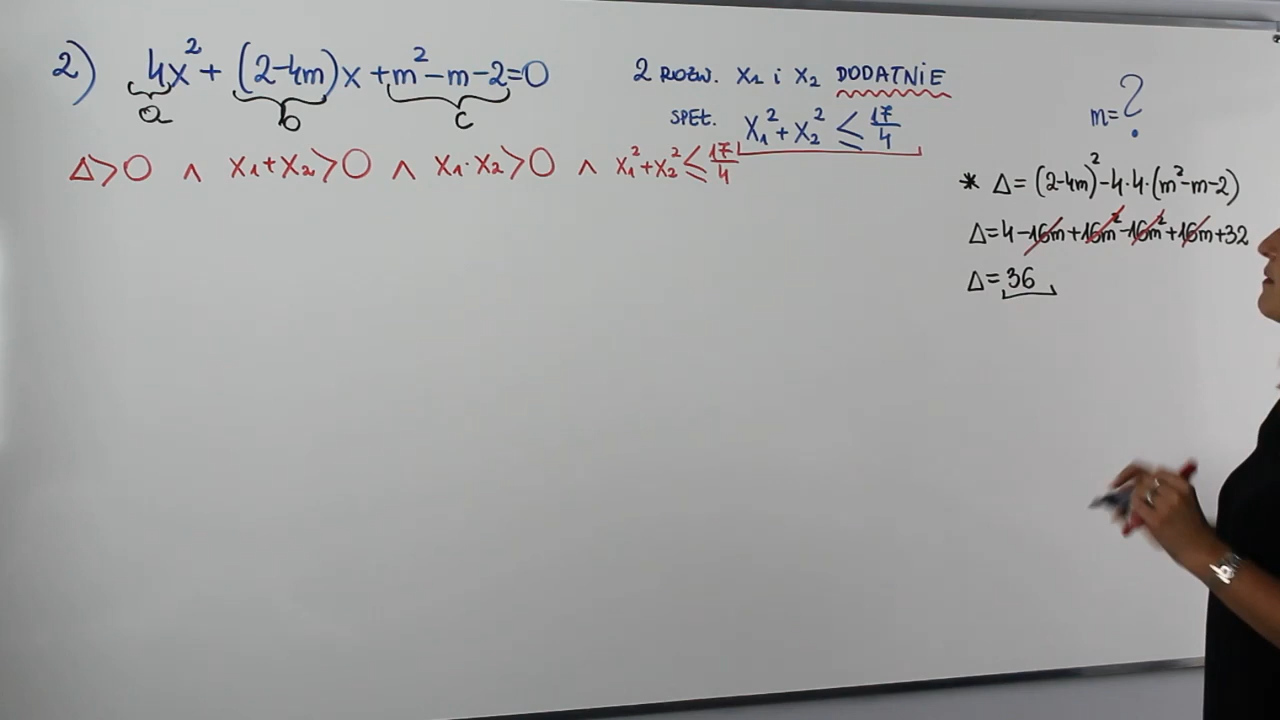 2) 4x² + (2-4m)x + m² - m - 2 = 0
a b c
2 ROZW. x₁ i x₂ DODATNIE
SPEŁ. x₁² + x₂² ≤ 17/4
m = ?
Δ>0 ∧ x₁+x₂>0 ∧ x₁·x₂>0 ∧ x₁²+x₂² ≤ 17/4
* Δ = (2-4m)² - 4·4·(m²-m-2)
Δ = 4 - 16m + 16m² - 16m² + 16m + 32
Δ = 36